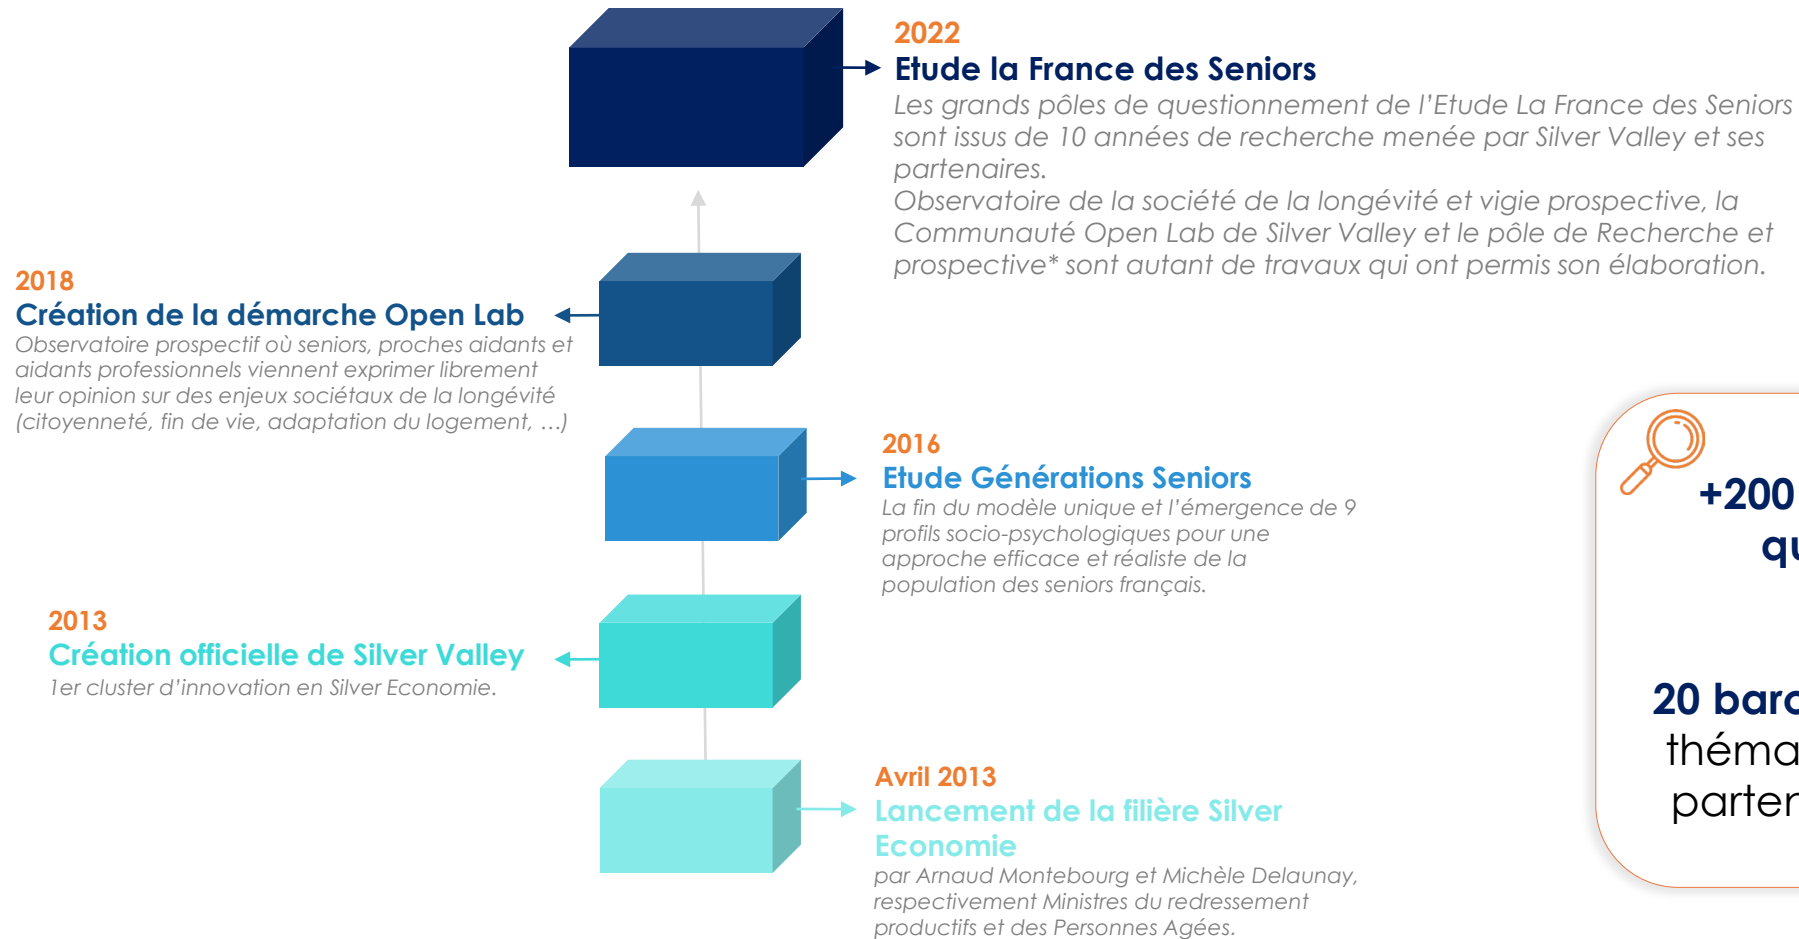 2022
Etude la France des Seniors
Les grands pôles de questionnement de l'Etude La France des Seniors
sont issus de 10 années de recherche menée par Silver Valley et ses
partenaires.
Observatoire de la société de la longévité et vigie prospective, la
Communauté Open Lab de Silver Valley et le pôle de Recherche et
prospective* sont autant de travaux qui ont permis son élaboration.
2018
Création de la démarche Open Lab
Observatoire prospectif où seniors, proches aidants et
aidants professionnels viennent exprimer librement
leur opinion sur des enjeux sociétaux de la longévité
(citoyenneté, fin de vie, adaptation du logement, …)
2016
Etude Générations Seniors
La fin du modèle unique et l'émergence de 9
profils socio-psychologiques pour une
approche efficace et réaliste de la
population des seniors français.
2013
Création officielle de Silver Valley
1er cluster d'innovation en Silver Economie.
Avril 2013
Lancement de la filière Silver
Economie
par Arnaud Montebourg et Michèle Delaunay,
respectivement Ministres du redressement
productifs et des Personnes Agées.
+200
20